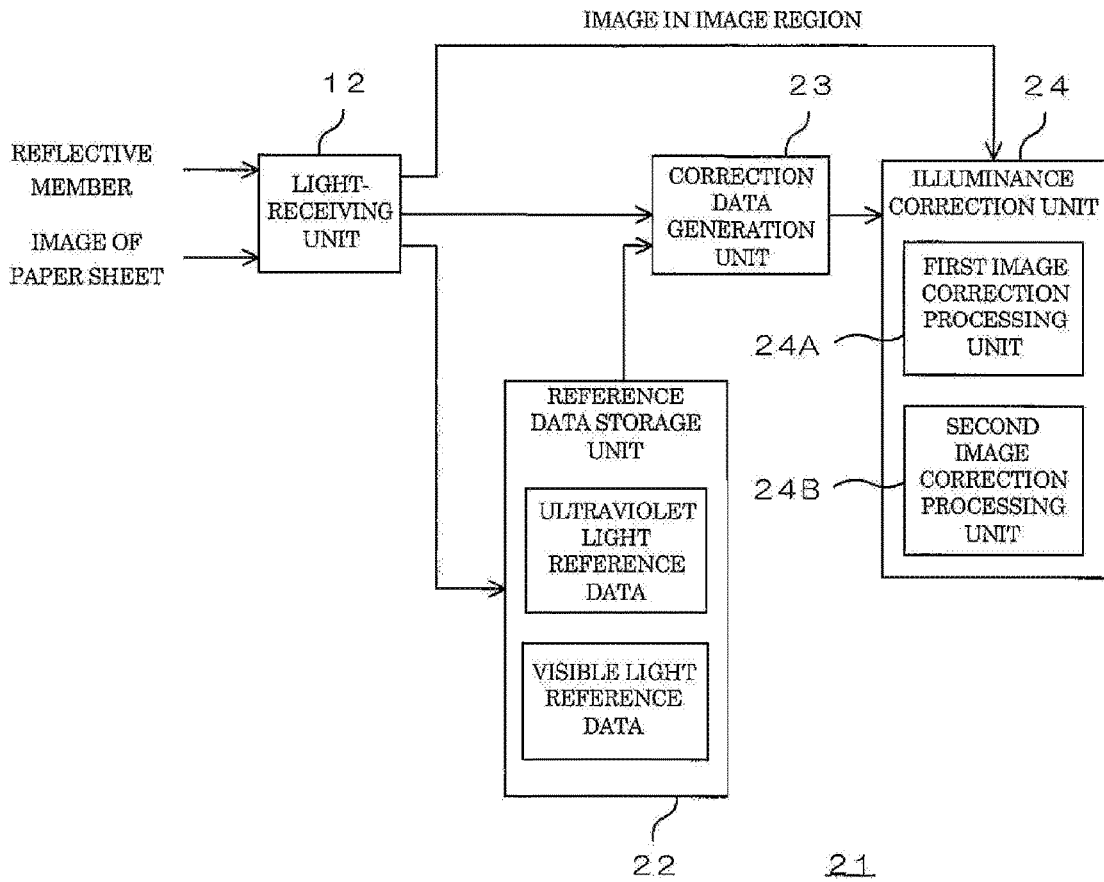 IMAGE IN IMAGE REGION
12
23
24
REFLECTIVE
MEMBER
IMAGE OF
PAPER SHEET
LIGHT-
RECEIVING
UNIT
CORRECTION
DATA
GENERATION
UNIT
ILLUMINANCE
CORRECTION UNIT
FIRST IMAGE
CORRECTION
PROCESSING
UNIT
24A
SECOND
IMAGE
CORRECTION
PROCESSING
UNIT
24B
REFERENCE
DATA STORAGE
UNIT
ULTRAVIOLET
LIGHT
REFERENCE
DATA
VISIBLE LIGHT
REFERENCE
DATA
22
21